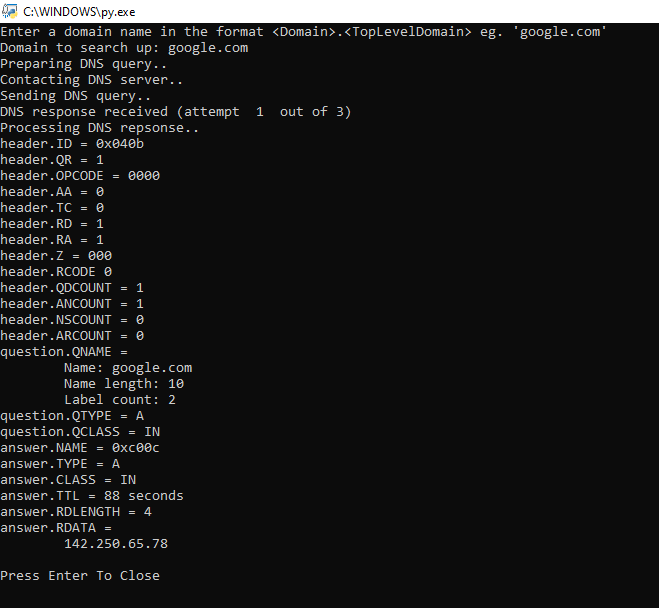 C:\WINDOWS\py.exe
Enter a domain name in the format <Domain>.<TopLevelDomain> eg. 'google.com'
Domain to search up: google.com
Preparing DNS query..
Contacting DNS server..
Sending DNS query..
DNS response received (attempt  1  out of 3)
Processing DNS repsonse..
header.ID = 0x040b
header.QR = 1
header.OPCODE = 0000
header.AA = 0
header.TC = 0
header.RD = 1
header.RA = 1
header.Z = 000
header.RCODE 0
header.QDCOUNT = 1
header.ANCOUNT = 1
header.NSCOUNT = 0
header.ARCOUNT = 0
question.QNAME =
        Name: google.com
        Name length: 10
        Label count: 2
question.QTYPE = A
question.QCLASS = IN
answer.NAME = 0xc00c
answer.TYPE = A
answer.CLASS = IN
answer.TTL = 88 seconds
answer.RDLENGTH = 4
answer.RDATA =
        142.250.65.78
Press Enter To Close